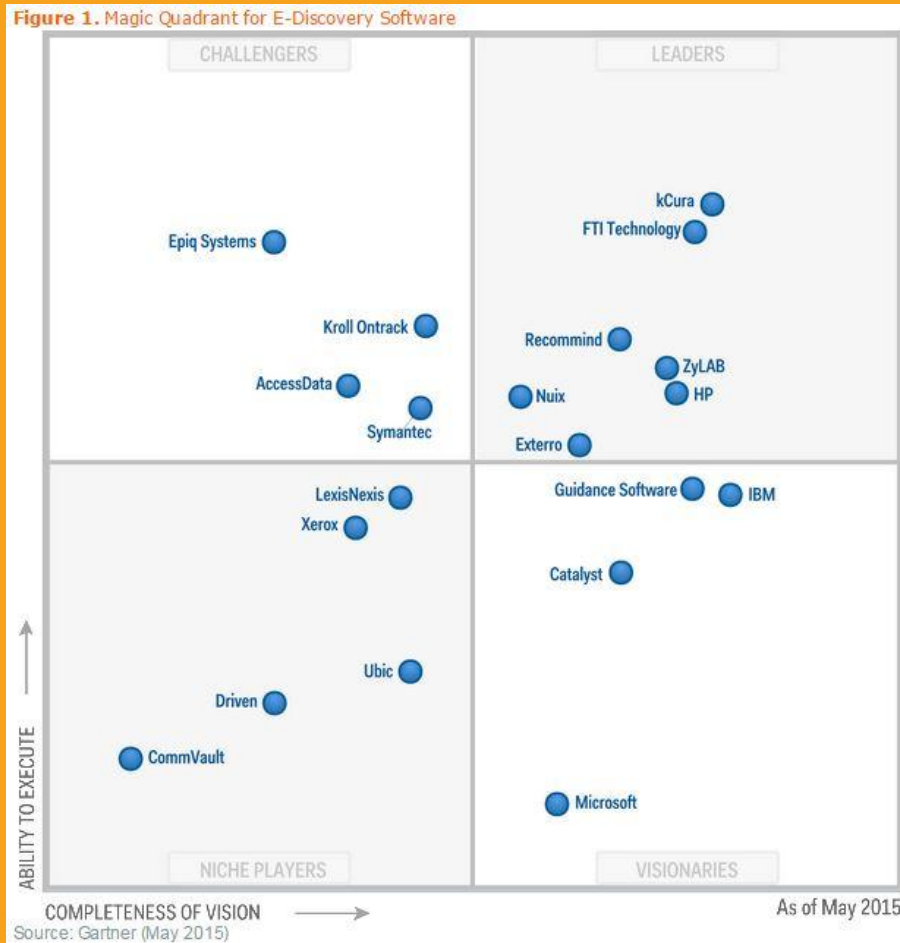 Figure 1. Magic Quadrant for E-Discovery Software
CHALLENGERS
LEADERS
kCura
FTI Technology
Epiq Systems
Kroll Ontrack
Recommind
ZyLAB
AccessData
HP
Nuix
Symantec
Exterro
LexisNexis
Guidance Software
IBM
Xerox
Catalyst
Ubic
Driven
CommVault
Microsoft
ABILITY TO EXECUTE
NICHE PLAYERS
VISIONARIES
COMPLETENESS OF VISION
As of May 2015
Source: Gartner (May 2015)